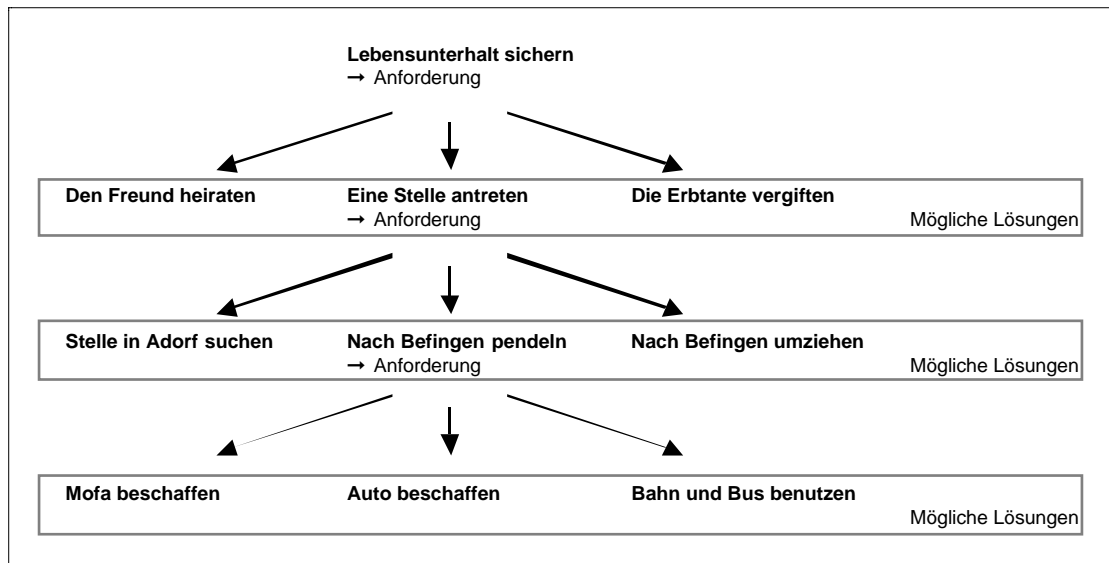 Lebensunterhalt sichern
→ Anforderung
Den Freund heiraten Eine Stelle antreten Die Erbtante vergiften
→ Anforderung
Mögliche Lösungen
Stelle in Adorf suchen Nach Befingen pendeln Nach Befingen umziehen
→ Anforderung
Mögliche Lösungen
Mofa beschaffen Auto beschaffen Bahn und Bus benutzen
Mögliche Lösungen